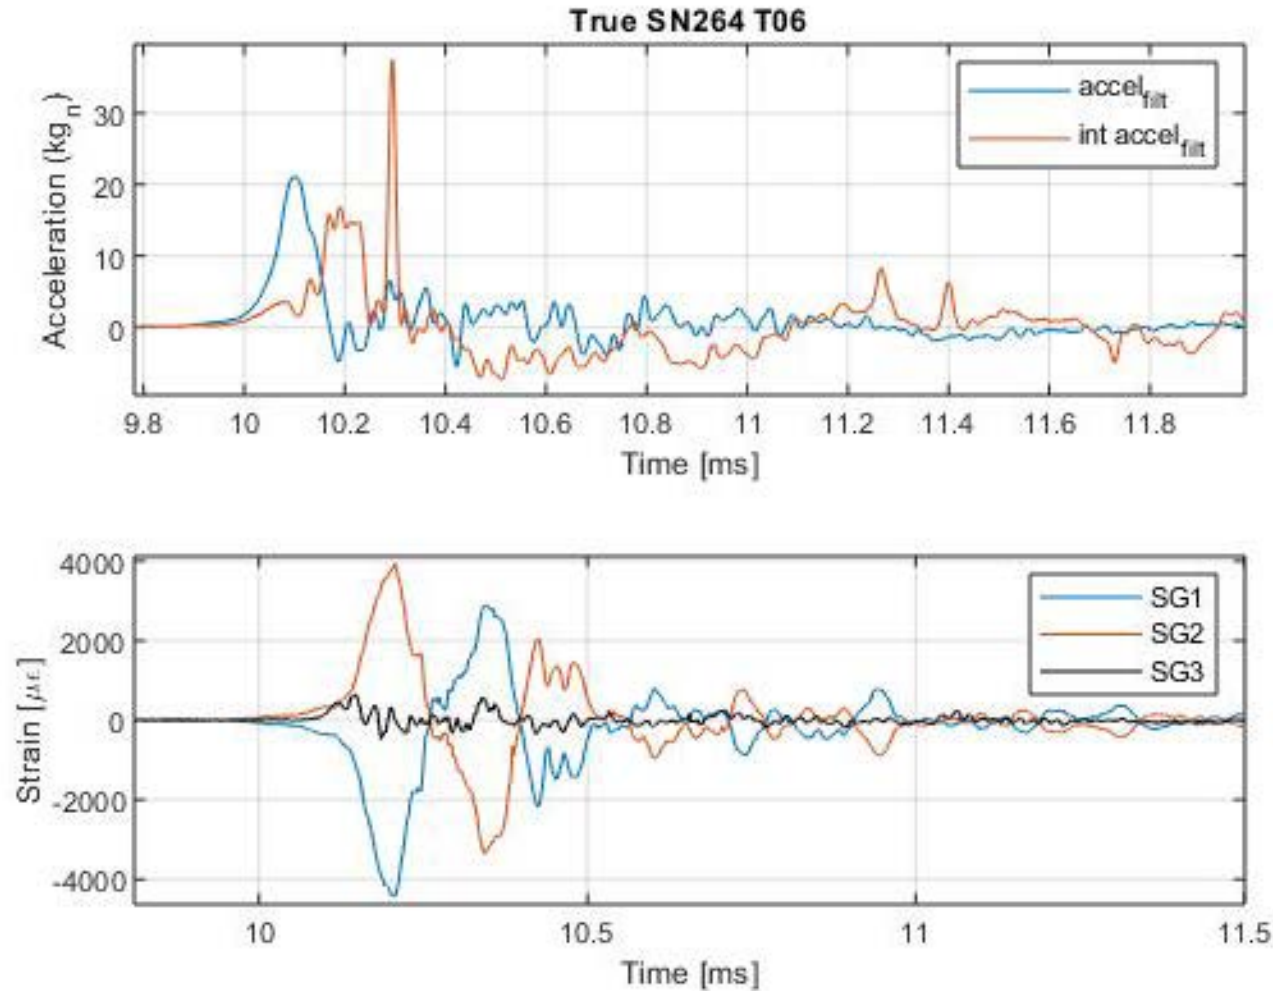 True SN264 T06
Acceleration (kg_n)
30
20
10
0
accel_filt
int accel_filt
9.8 10 10.2 10.4 10.6 10.8 11 11.2 11.4 11.6 11.8
Time [ms]
Strain [με]
4000
2000
0
-2000
-4000
SG1
SG2
SG3
10 10.5 11 11.5
Time [ms]